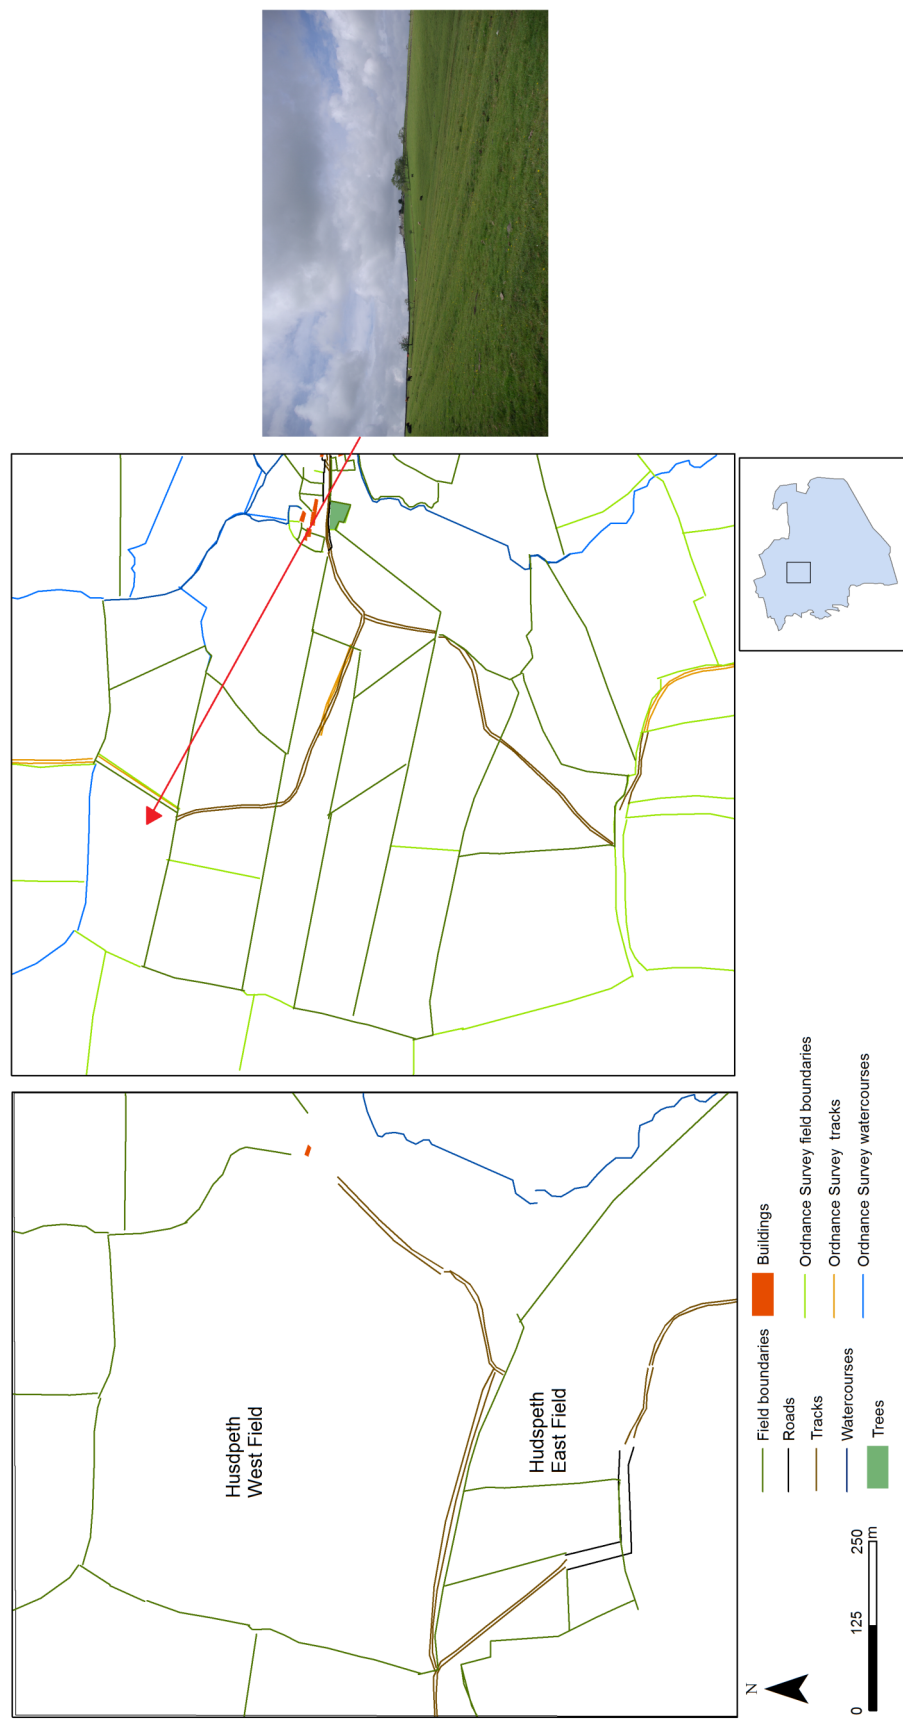 Husdpeth
West Field
Hudspeth
East Field
N
0 125 250
m
Field boundaries
Roads
Tracks
Watercourses
Trees
Buildings
Ordnance Survey field boundaries
Ordnance Survey tracks
Ordnance Survey watercourses